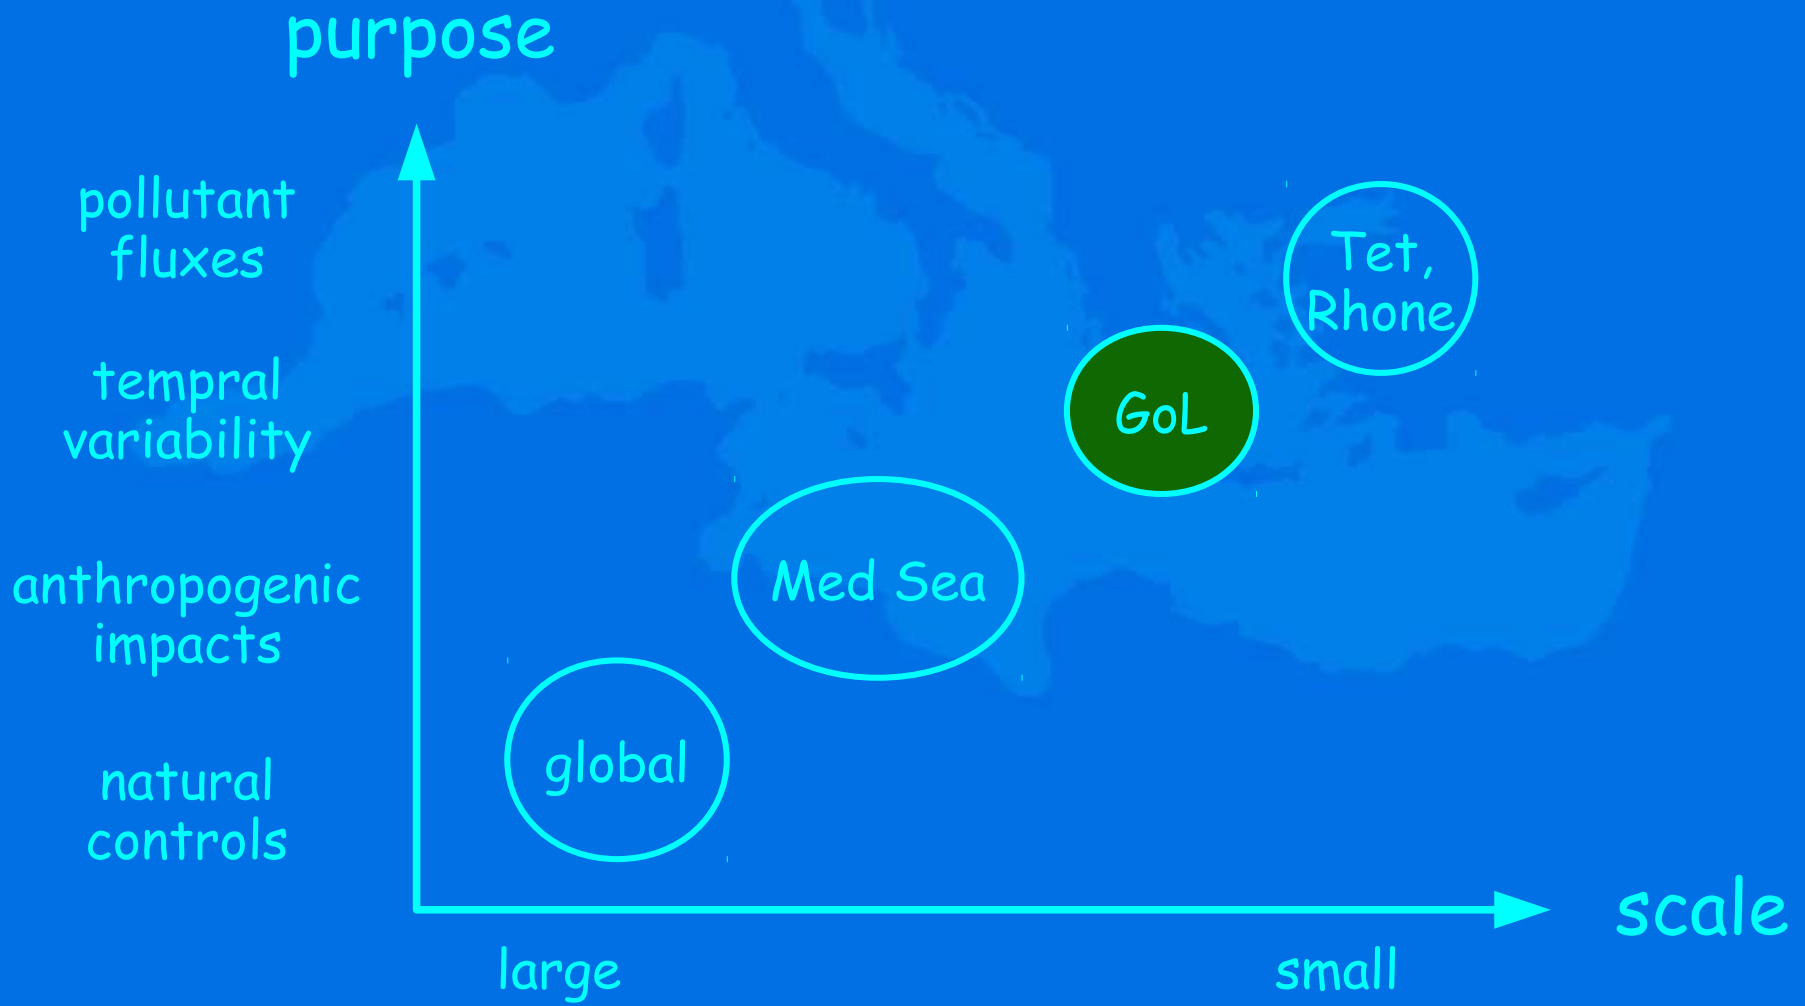 purpose
pollutant
fluxes
Tet,
Rhone
tempral
variability
GoL
anthropogenic
impacts
Med Sea
global
natural
controls
scale
large
small